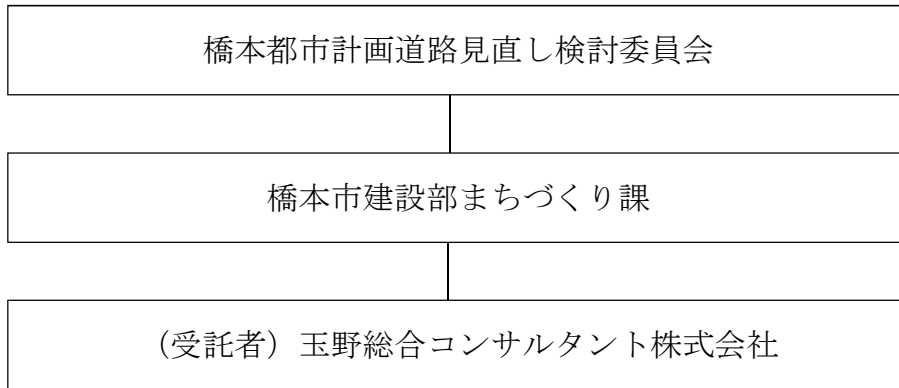 橋本都市計画道路見直し検討委員会
橋本市建設部まちづくり課
（受託者）玉野総合コンサルタント株式会社